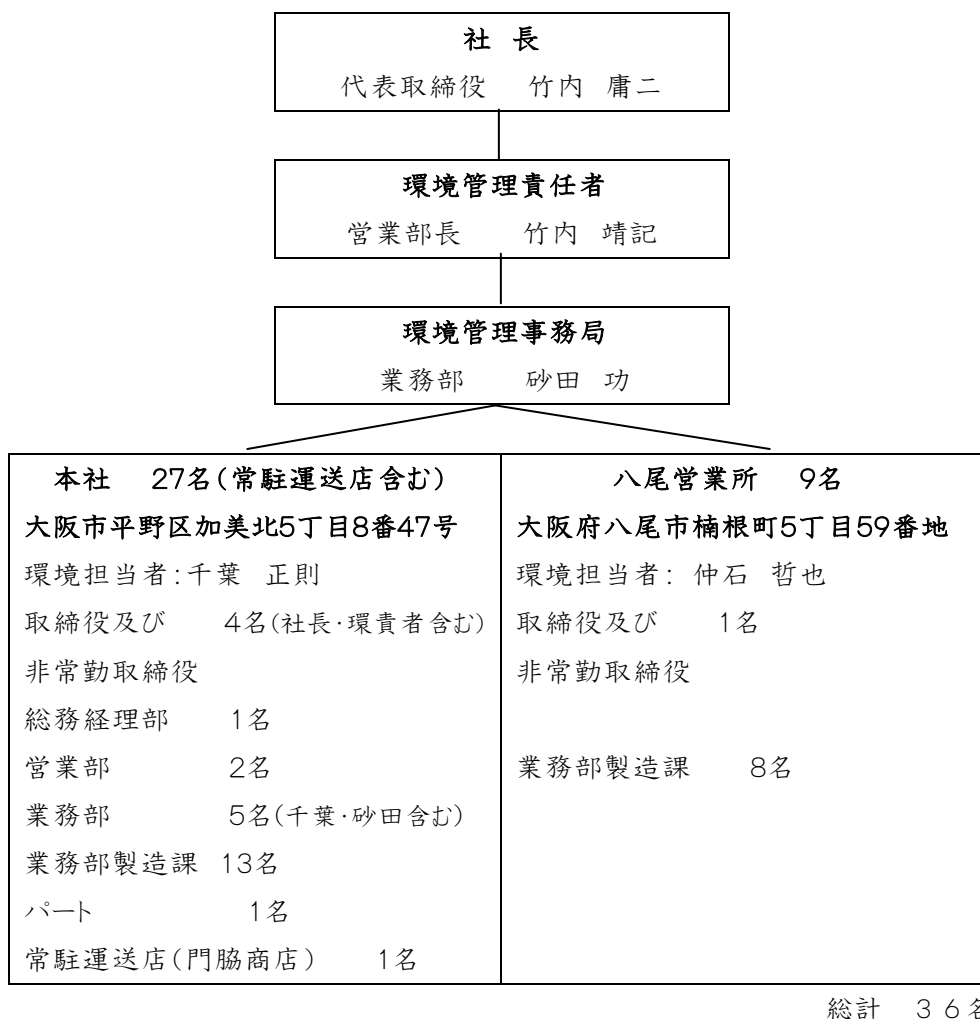 社 長
代表取締役 竹内 庸二
環境管理責任者
営業部長 竹内 靖記
環境管理事務局
業務部 砂田 功
本社 27名(常駐運送店含む)
大阪市平野区加美北5丁目8番47号
環境担当者:千葉 正則
取締役及び 4名(社長・環責者含む)
非常勤取締役
総務経理部 1名
営業部 2名
業務部 5名(千葉・砂田含む)
業務部製造課 13名
パート 1名
常駐運送店(門脇商店) 1名
八尾営業所 9名
大阪府八尾市楠根町5丁目59番地
環境担当者: 仲石 哲也
取締役及び 1名
非常勤取締役
業務部製造課 8名
総計 36名